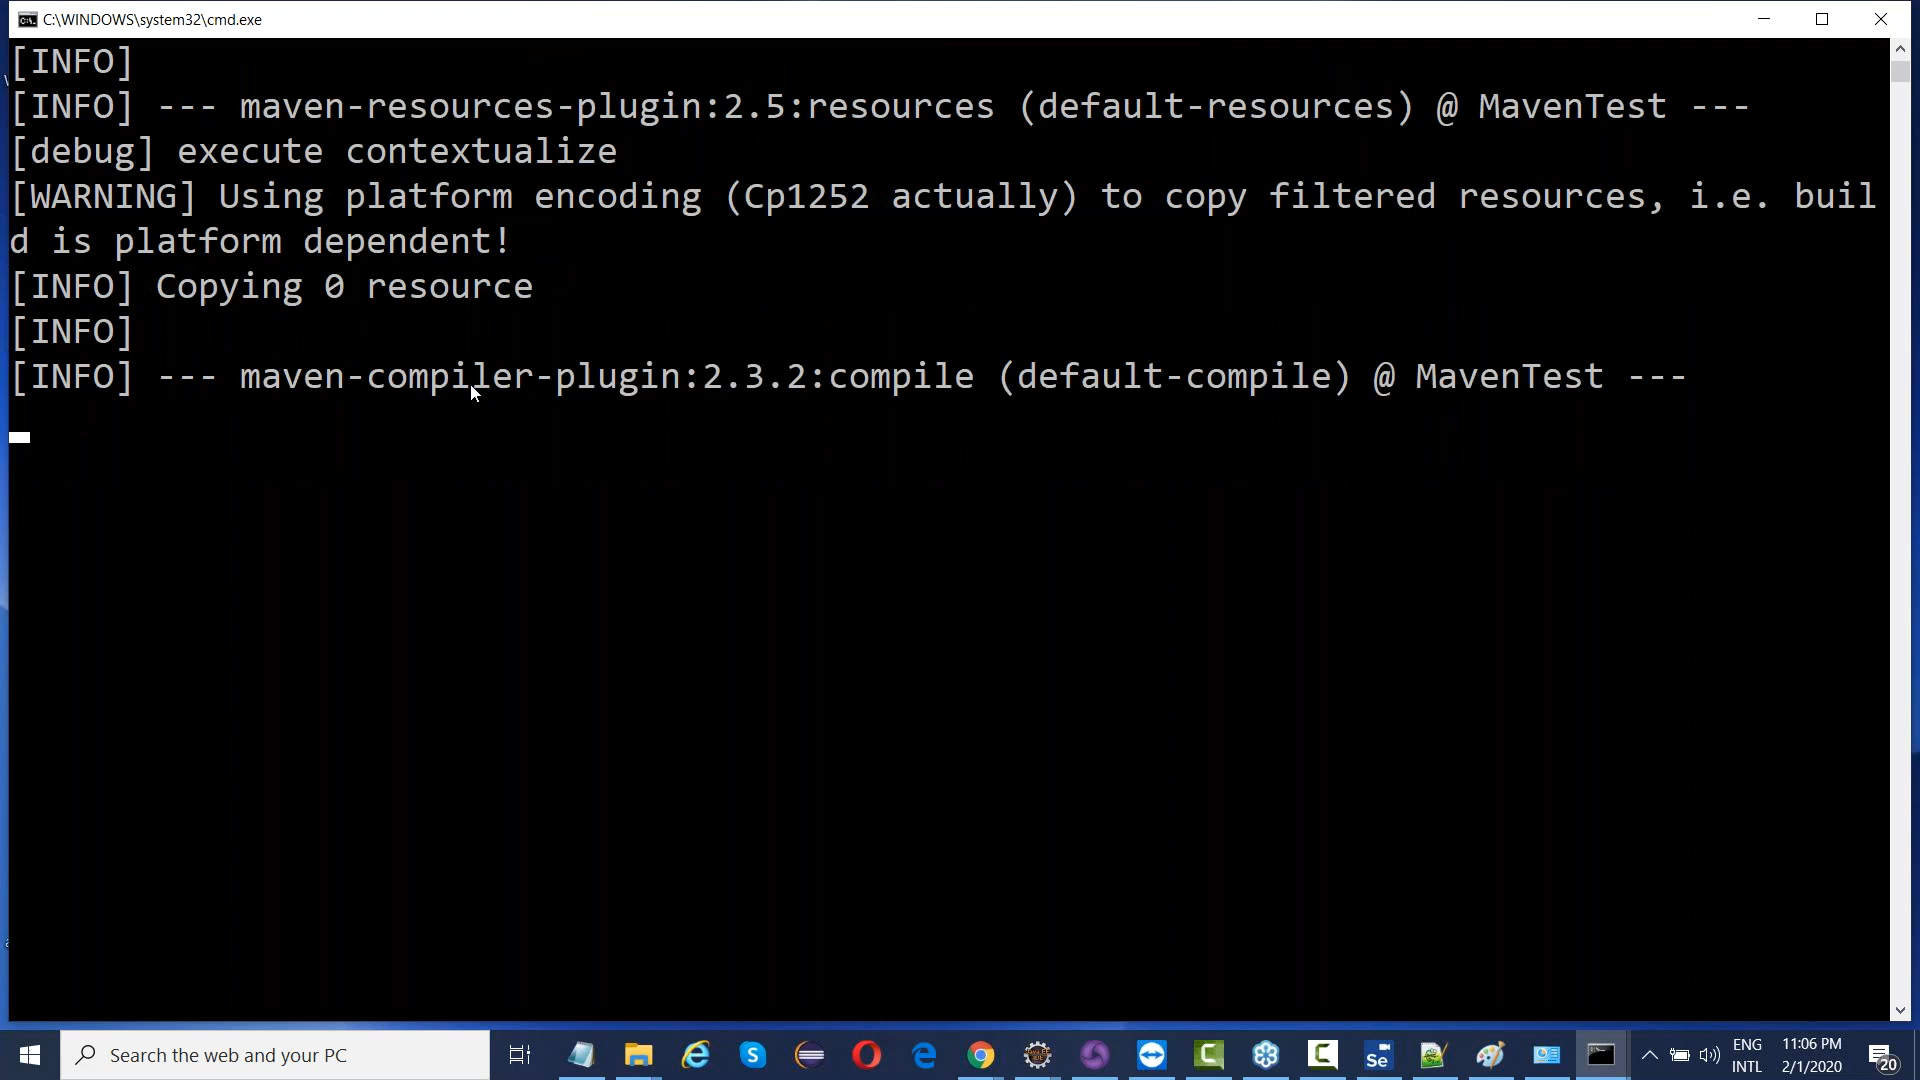 C:\WINDOWS\system32\cmd.exe
[INFO]
[INFO] --- maven-resources-plugin:2.5:resources (default-resources) @ MavenTest ---
[debug] execute contextualize
[WARNING] Using platform encoding (Cp1252 actually) to copy filtered resources, i.e. buil
d is platform dependent!
[INFO] Copying 0 resource
[INFO]
[INFO] --- maven-compiler-plugin:2.3.2:compile (default-compile) @ MavenTest ---
Search the web and your PC
Se
ENG
INTL
11:06 PM
2/1/2020
20